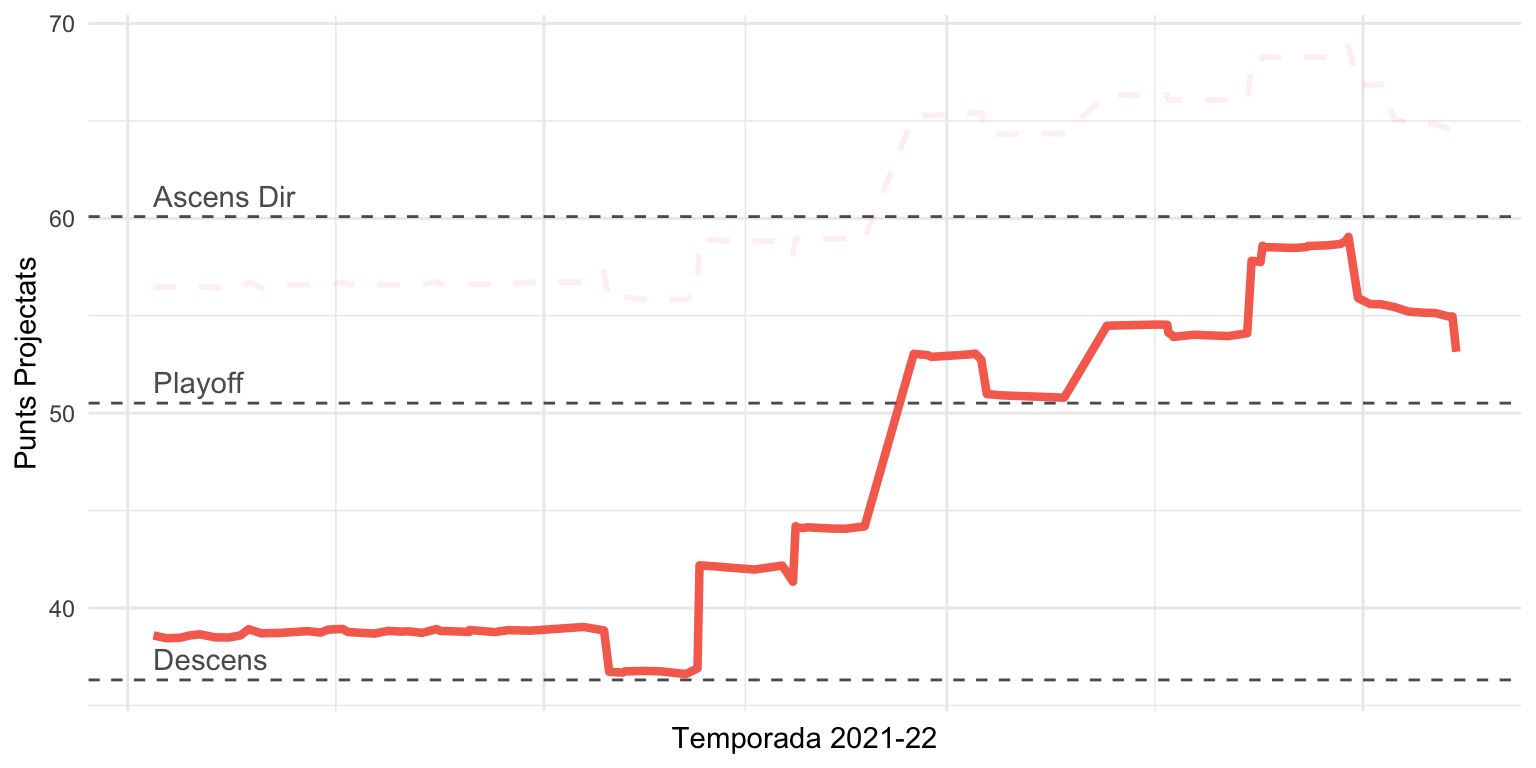 70
Ascens Dir
60
Playoff
50
40
Descens
Punts Projectats
Temporada 2021-22